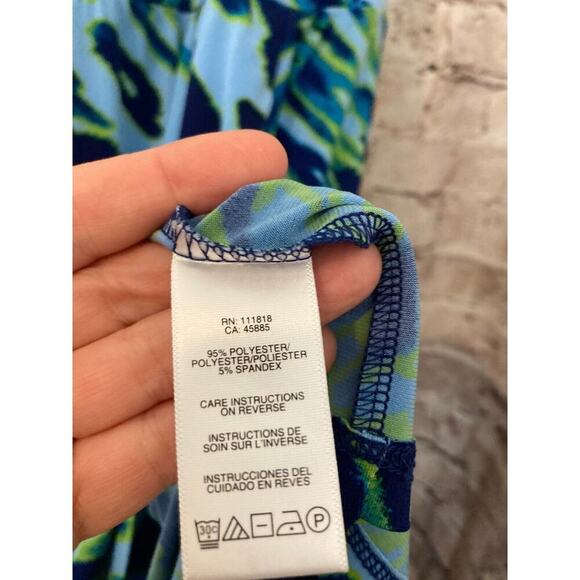 RN: 111818
CA: 45885
95% POLYESTER/
POLYESTER/POLIESTER
5% SPANDEX
CARE INSTRUCTIONS
ON REVERSE
INSTRUCTIONS DE
SOIN SUR L'INVERSE
INSTRUCCIONES DEL
CUIDADO EN REVES
30C P